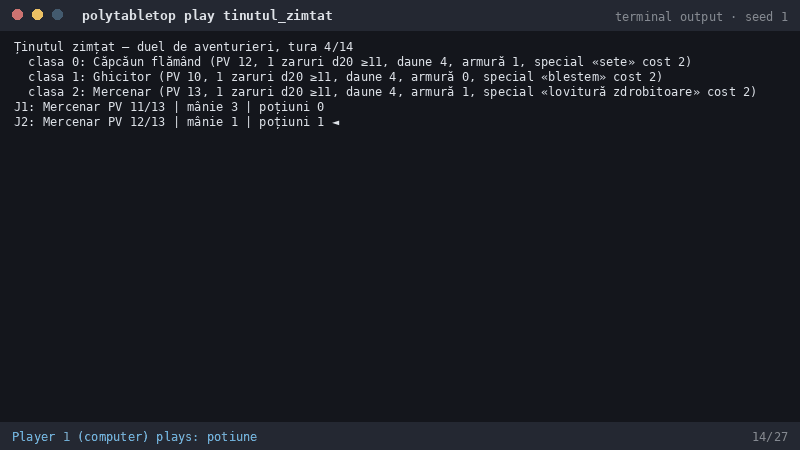 polytabletop play tinutul_zimtat
terminal output · seed 1
Ținutul zimțat — duel de aventurieri, tura 4/14
clasa 0: Căpcăun flămând (PV 12, 1 zaruri d20 ≥11, daune 4, armură 1, special «sete» cost 2)
clasa 1: Ghicitor (PV 10, 1 zaruri d20 ≥11, daune 4, armură 0, special «blestem» cost 2)
clasa 2: Mercenar (PV 13, 1 zaruri d20 ≥11, daune 4, armură 1, special «lovitură zdrobitoare» cost 2)
J1: Mercenar PV 11/13 | mânie 3 | poțiuni 0
J2: Mercenar PV 12/13 | mânie 1 | poțiuni 1 ◄
Player 1 (computer) plays: potiune
14/27